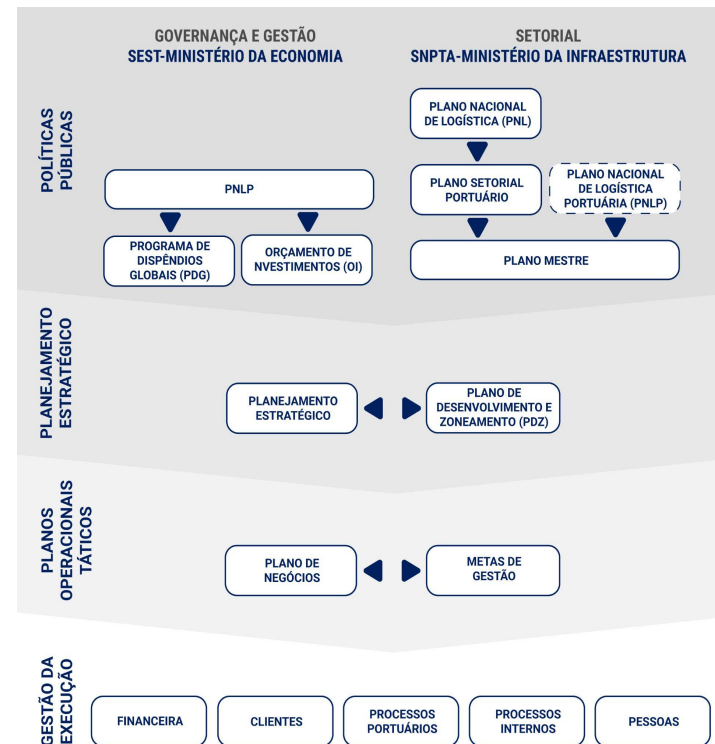 GOVERNANÇA E GESTÃO
SEST-MINISTÉRIO DA ECONOMIA
SETORIAL
SNPTA-MINISTÉRIO DA INFRAESTRUTURA
POLÍTICAS
PÚBLICAS
PNLP
PROGRAMA DE
DISPÊNDIOS
GLOBAIS (PDG)
ORÇAMENTO DE
NVESTIMENTOS (OI)
PLANO NACIONAL
DE LOGÍSTICA (PNL)
PLANO SETORIAL
PORTUÁRIO
PLANO NACIONAL
DE LOGÍSTICA
PORTUÁRIA (PNLP)
PLANO MESTRE
PLANEJAMENTO
ESTRATÉGICO
PLANEJAMENTO
ESTRATÉGICO
PLANO DE
DESENVOLVIMENTO E
ZONEAMENTO (PDZ)
PLANOS
OPERACIONAIS
TÁTICOS
PLANO DE
NEGÓCIOS
METAS DE
GESTÃO
GESTÃO DA
EXECUÇÃO
FINANCEIRA
CLIENTES
PROCESSOS
PORTUÁRIOS
PROCESSOS
INTERNOS
PESSOAS